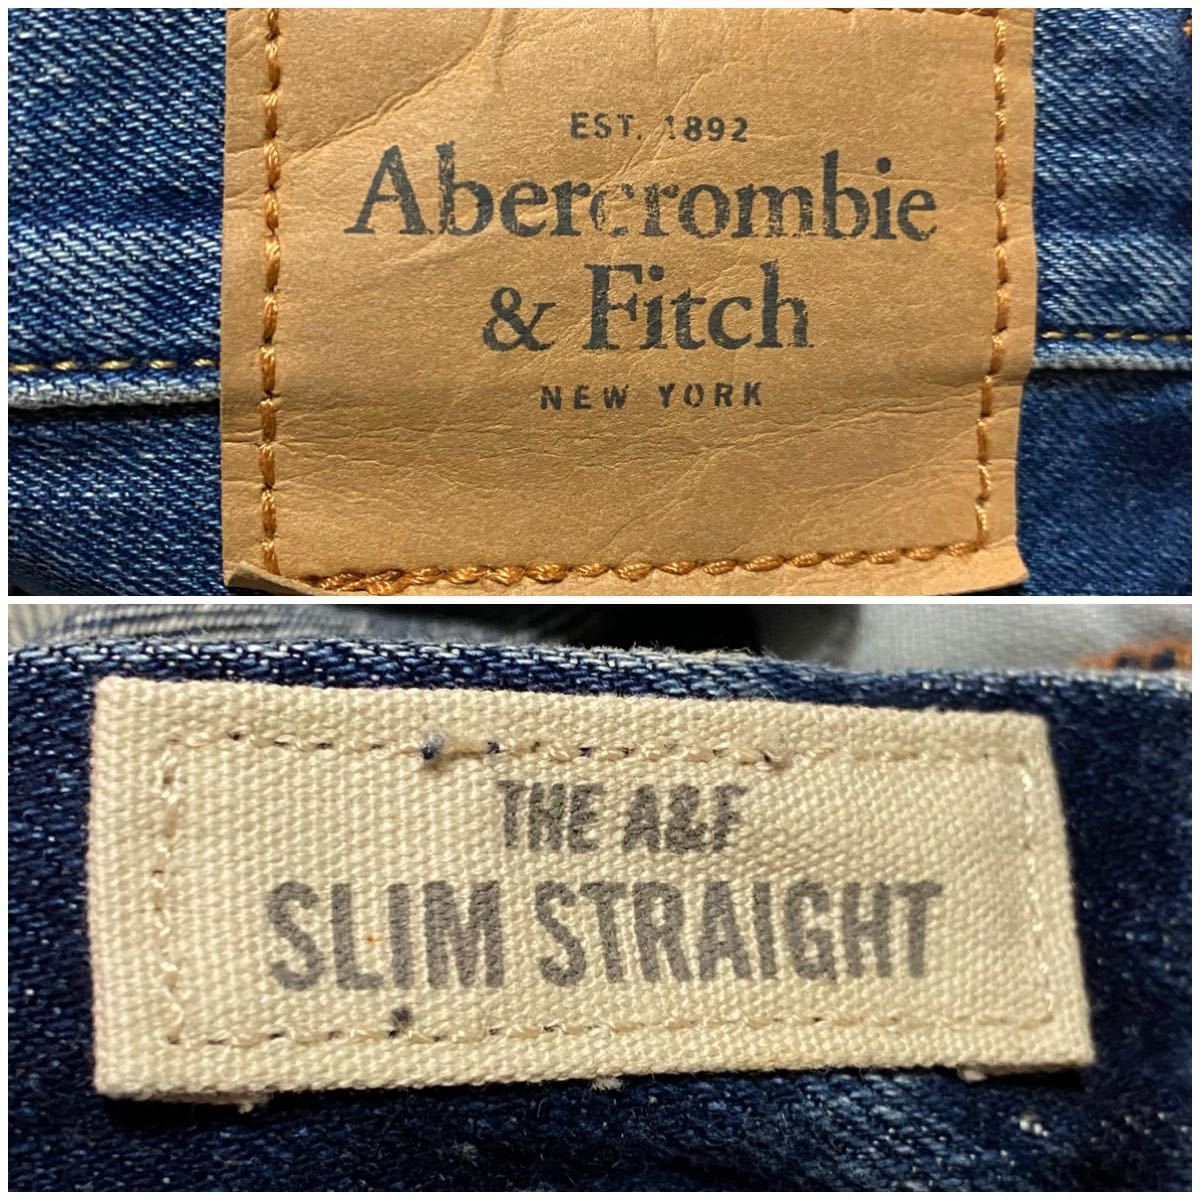 EST. 1892
Abercrombie
& Fitch
NEW YORK
THE A&F
SLIM STRAIGHT